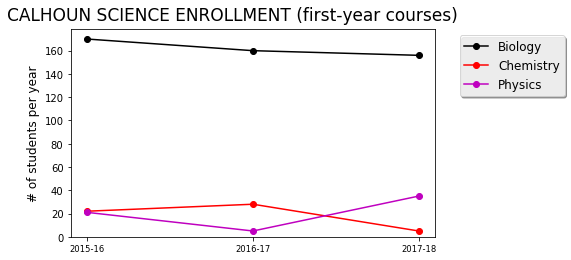 CALHOUN SCIENCE ENROLLMENT (first-year courses)
Biology
Chemistry
Physics
# of students per year
160
140
120
100
80
60
40
20
0
2015-16
2016-17
2017-18